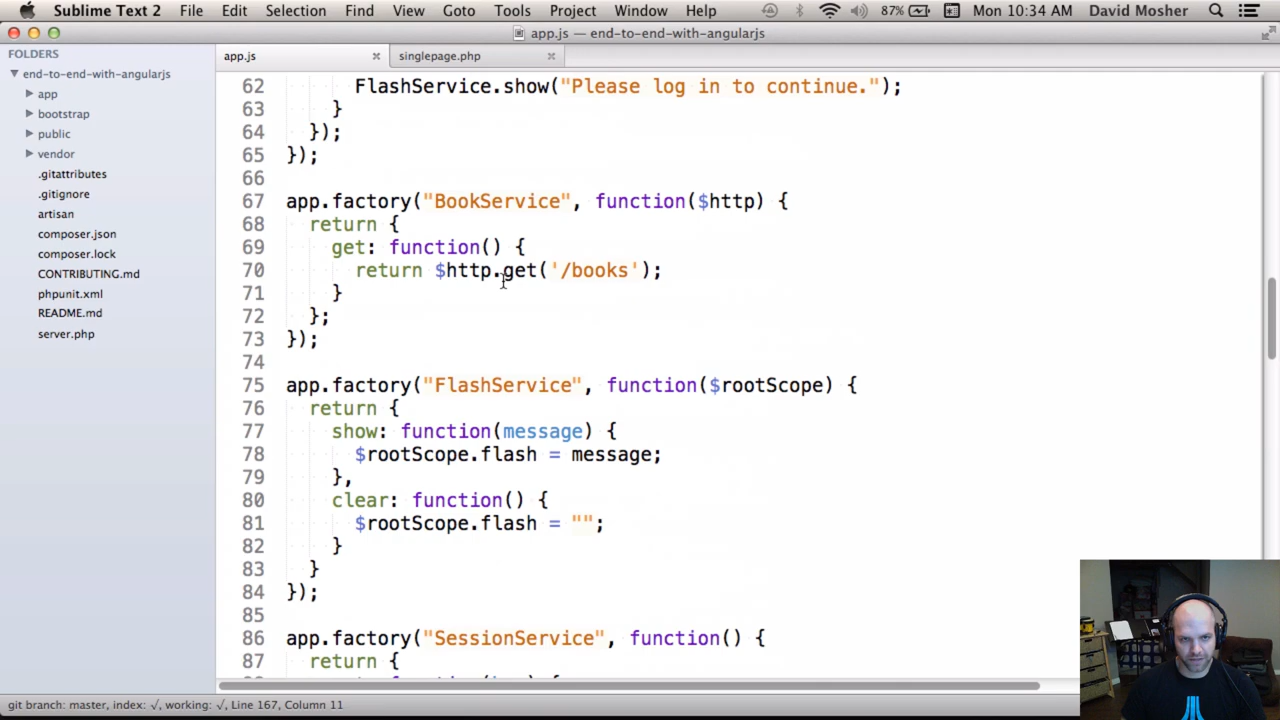 Sublime Text 2 File Edit Selection Find View Goto Tools Project Window Help 87% Mon 10:34 AM David Mosher
app.js — end-to-end-with-angularjs
FOLDERS
end-to-end-with-angularjs
app
bootstrap
public
vendor
.gitattributes
.gitignore
artisan
composer.json
composer.lock
CONTRIBUTING.md
phpunit.xml
README.md
server.php
app.js singlepage.php
62 FlashService.show("Please log in to continue.");
63 }
64 });
65 });
66
67 app.factory("BookService", function($http) {
68 return {
69 get: function() {
70 return $http.get('/books');
71 }
72 };
73 });
74
75 app.factory("FlashService", function($rootScope) {
76 return {
77 show: function(message) {
78 $rootScope.flash = message;
79 },
80 clear: function() {
81 $rootScope.flash = "";
82 }
83 }
84 });
85
86 app.factory("SessionService", function() {
87 return {
git branch: master, index: √, working: √, Line 167, Column 11